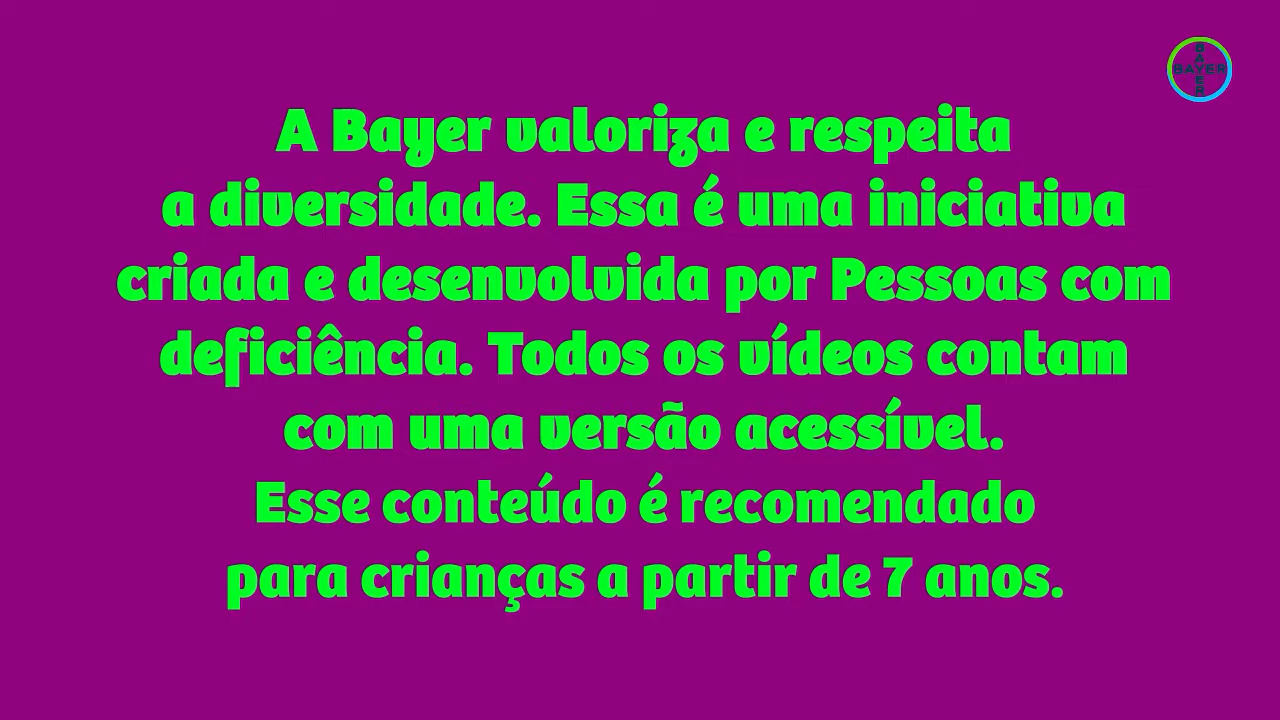 BAYER
BAYER
A Bayer valoriza e respeita
a diversidade. Essa é uma iniciativa
criada e desenvolvida por Pessoas com
deficiência. Todos os vídeos contam
com uma versão acessível.
Esse conteúdo é recomendado
para crianças a partir de 7 anos.